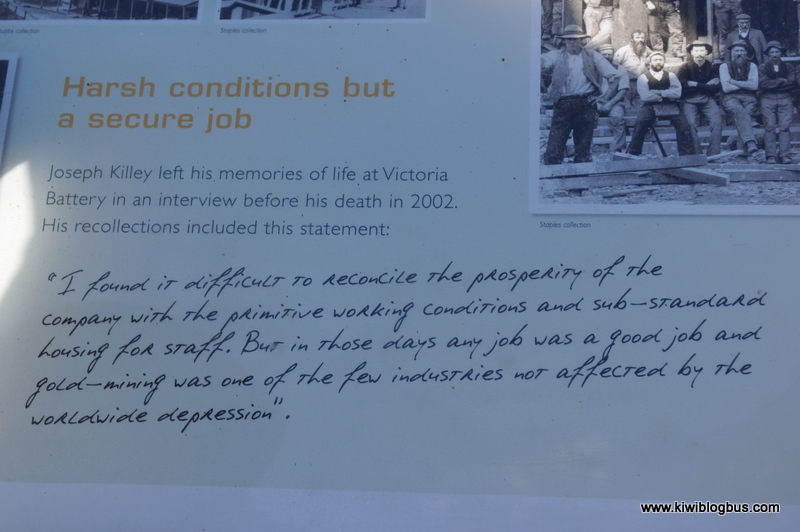 Staples collection
Harsh conditions but
a secure job
Joseph Killey left his memories of life at Victoria
Battery in an interview before his death in 2002.
His recollections included this statement:
Staples collection
"I found it difficult to reconcile the prosperity of the
company with the primitive working conditions and sub-standard
housing for staff. But in those days any job was a good job and
gold-mining was one of the few industries not affected by the
worldwide depression".
www.kiwiblogbus.com